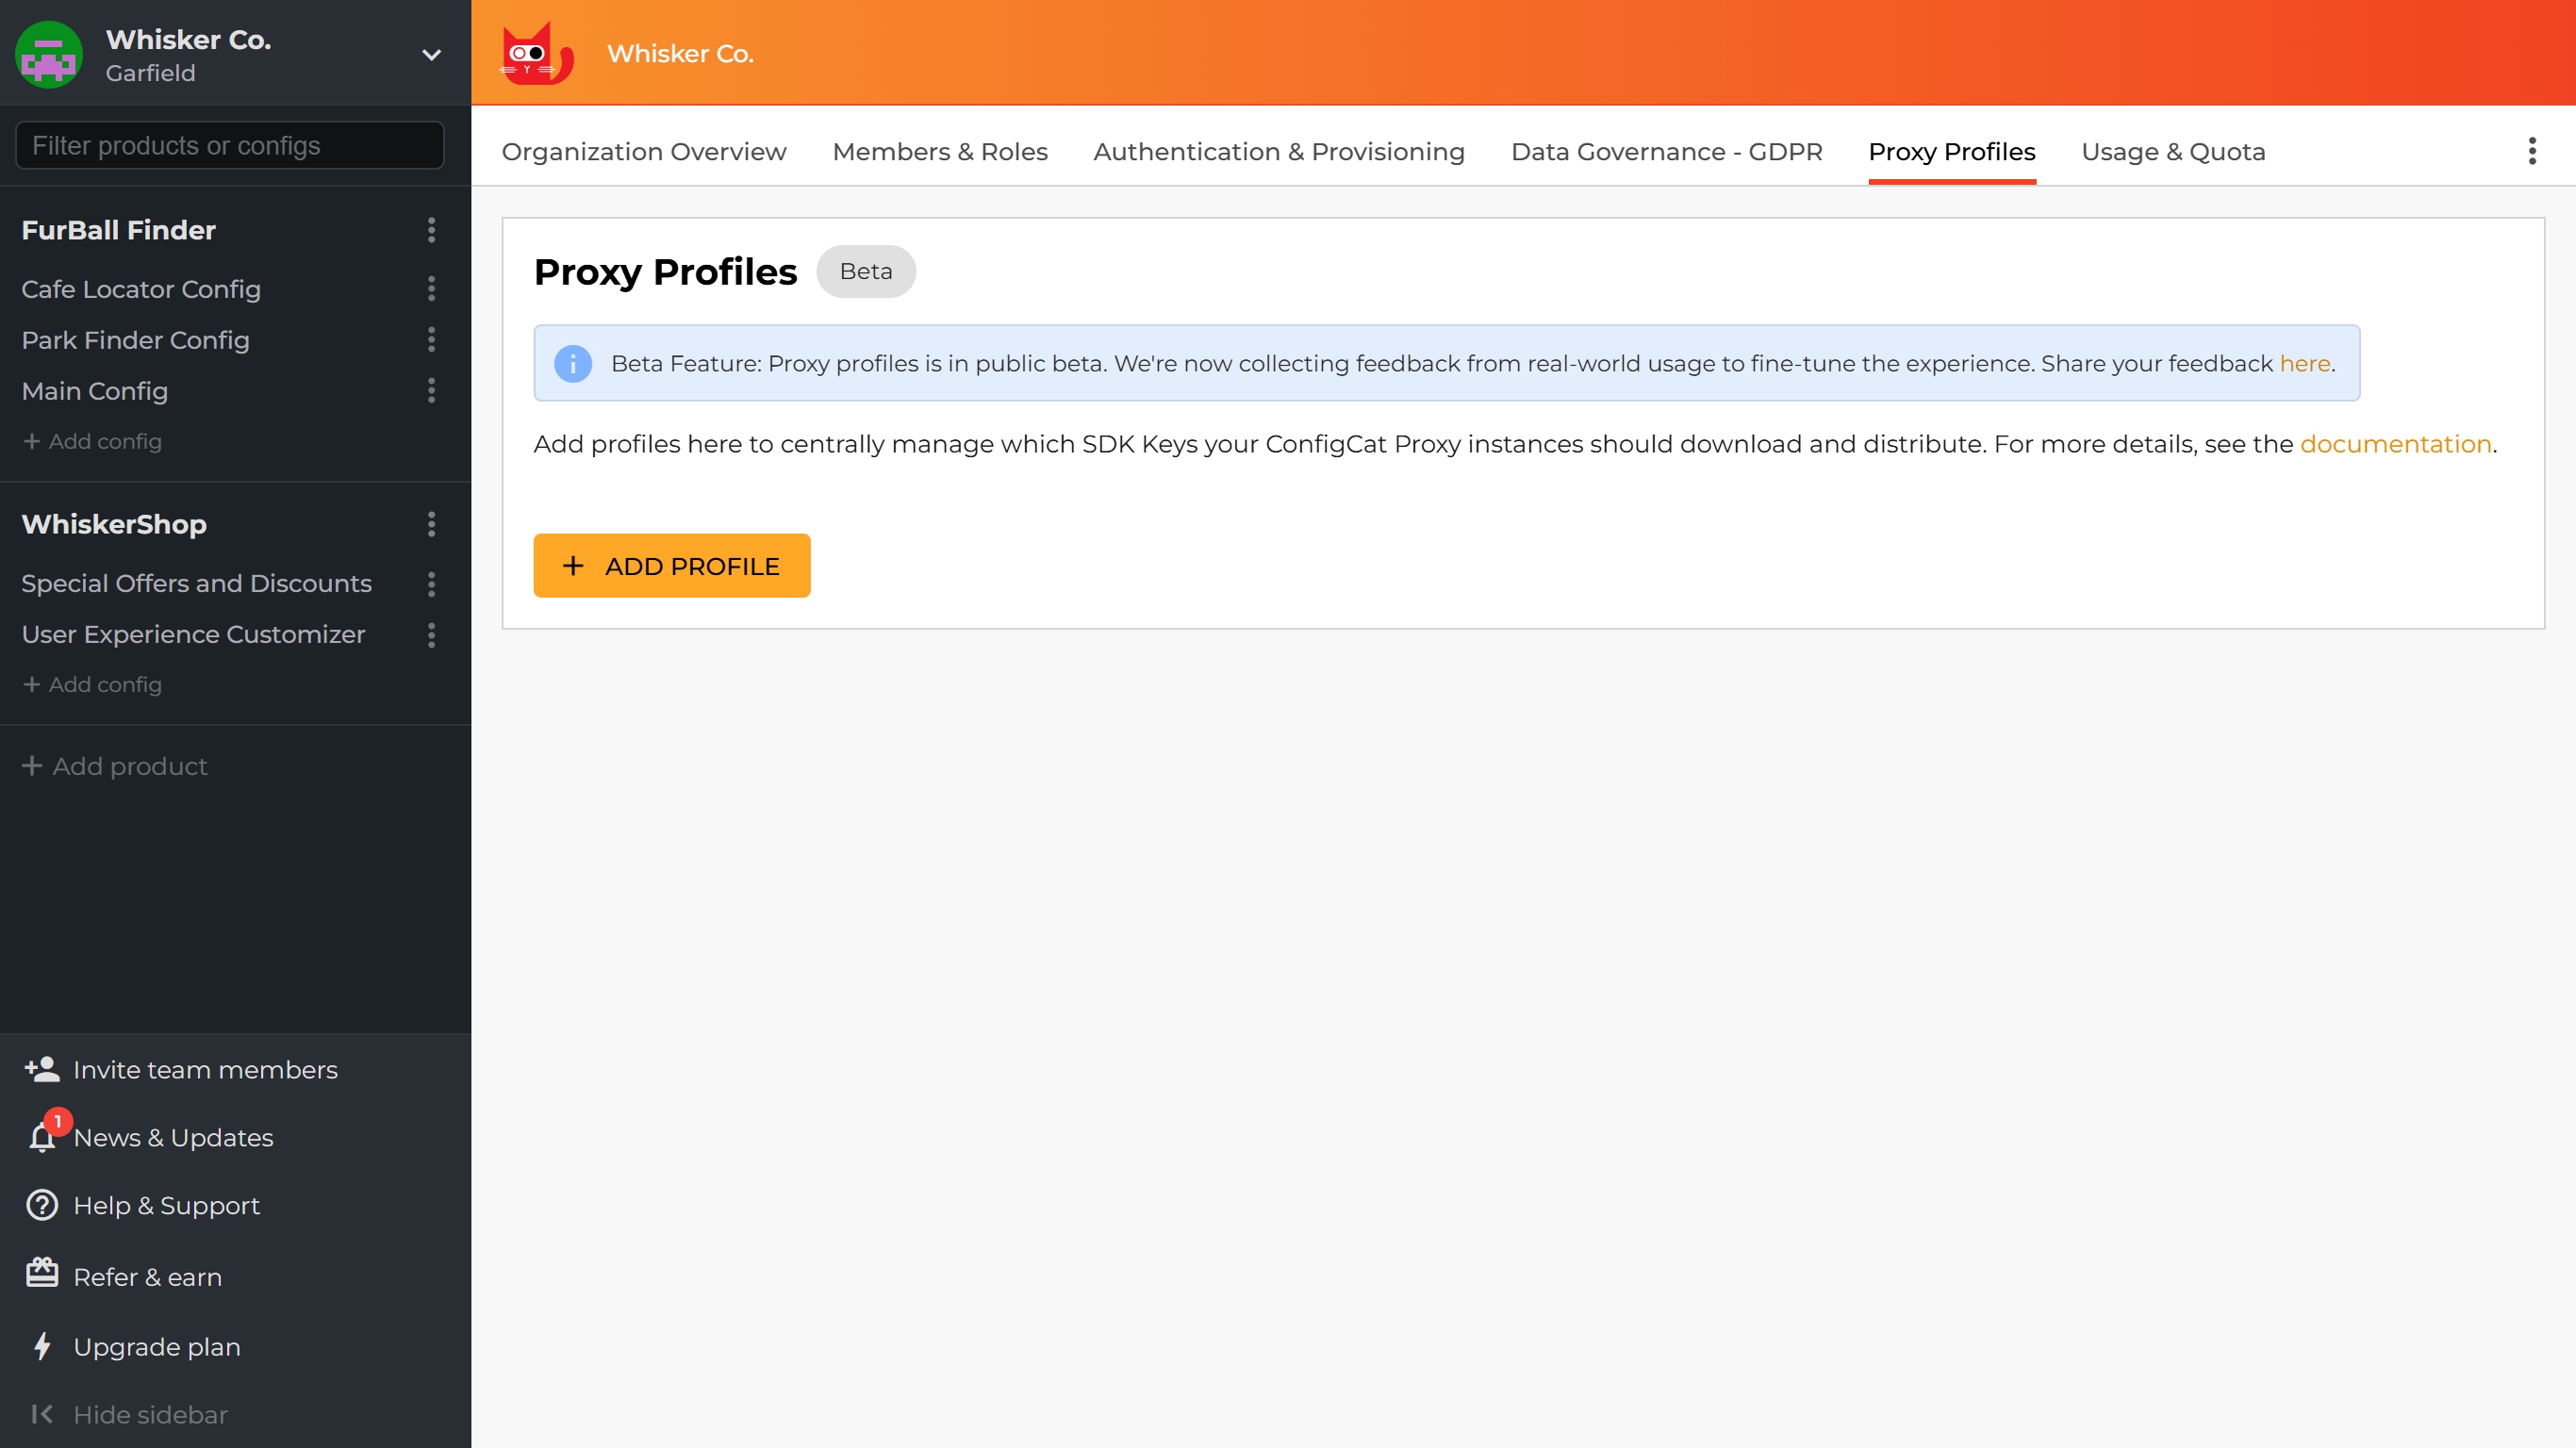 Whisker Co.
Garfield
Filter products or configs
FurBall Finder
Cafe Locator Config
Park Finder Config
Main Config
+ Add config
WhiskerShop
Special Offers and Discounts
User Experience Customizer
+ Add config
+ Add product
Invite team members
1
News & Updates
Help & Support
Refer & earn
Upgrade plan
Hide sidebar
Whisker Co.
Organization Overview Members & Roles Authentication & Provisioning Data Governance - GDPR Proxy Profiles Usage & Quota
Proxy Profiles Beta
Beta Feature: Proxy profiles is in public beta. We're now collecting feedback from real-world usage to fine-tune the experience. Share your feedback here.
Add profiles here to centrally manage which SDK Keys your ConfigCat Proxy instances should download and distribute. For more details, see the documentation.
+ ADD PROFILE